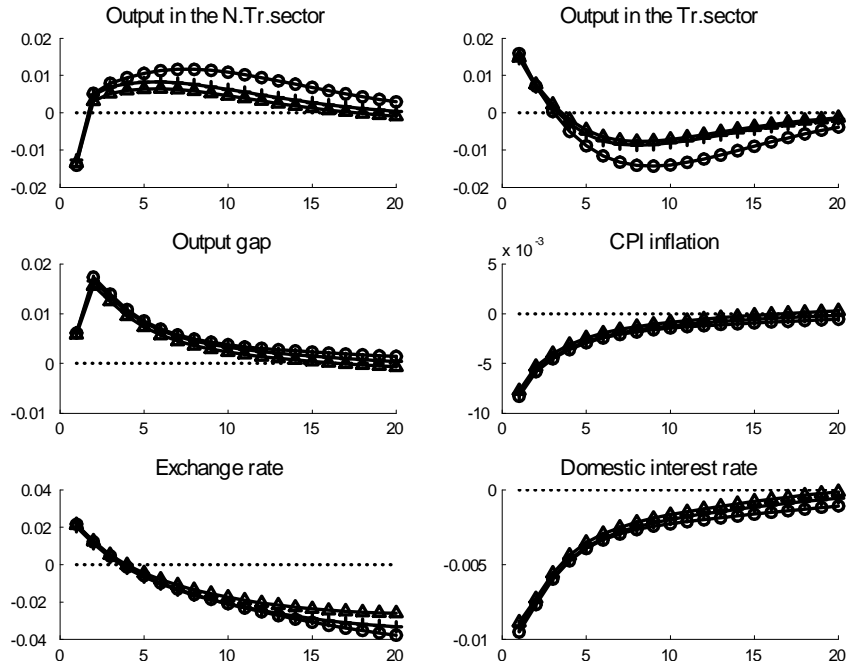 Output in the N.Tr.sector
0.02
0.01
0
-0.01
-0.02
0 5 10 15 20
Output in the Tr.sector
0.02
0.01
0
-0.01
-0.02
0 5 10 15 20
Output gap
0.02
0.01
0
-0.01
0 5 10 15 20
CPI inflation
x 10 -3
5
0
-5
-10
0 5 10 15 20
Exchange rate
0.04
0.02
0
-0.02
-0.04
0 5 10 15 20
Domestic interest rate
0
-0.005
-0.01
0 5 10 15 20